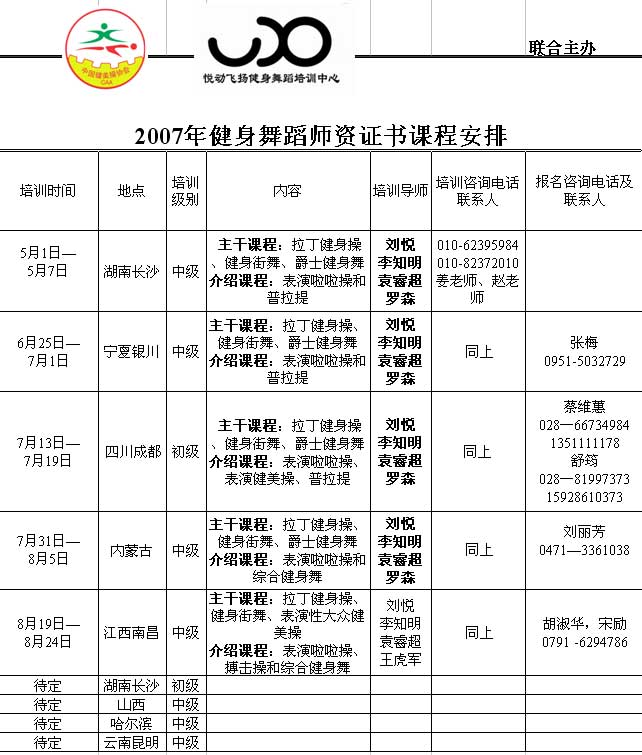 中国健美操协会
CAA
悦动飞扬健身舞蹈培训中心
联合主办
2007年健身舞蹈师资证书课程安排
培训时间
地点
培训
级别
内容
培训导师
培训咨询电话
联系人
报名咨询电话及
联系人
5月1日—
5月7日
湖南长沙
中级
主干课程：拉丁健身操
、健身街舞、爵士健身舞
介绍课程：表演啦啦操和
普拉提
刘悦
李知明
袁睿超
罗森
010-62395984
010-82372010
姜老师、赵老
师
6月25日—
7月1日
宁夏银川
中级
主干课程：拉丁健身操、
健身街舞、爵士健身舞
介绍课程：表演啦啦操和
普拉提
刘悦
李知明
袁睿超
罗森
同上
张梅
0951-5032729
7月13日—
7月19日
四川成都
初级
主干课程：拉丁健身操
、健身街舞、爵士健身舞
介绍课程：表演啦啦操、
表演健美操、普拉提
刘悦
李知明
袁睿超
罗森
同上
蔡维蕙
028—66734984
1351111178
舒筠
028—81997373
15928610373
7月31日—
8月5日
内蒙古
中级
主干课程：拉丁健身操、
健身街舞、爵士健身舞
介绍课程：表演啦啦操和
综合健身舞
刘悦
李知明
袁睿超
罗森
同上
刘丽芳
0471—3361038
8月19日—
8月24日
江西南昌
中级
主干课程：拉丁健身操、
健身街舞、表演性大众健
美操
介绍课程：表演啦啦操、
搏击操和综合健身舞
刘悦
李知明
袁睿超
王虎军
同上
胡淑华，宋励
0791 -6294786
待定
湖南长沙
初级
待定
山西
中级
待定
哈尔滨
中级
待定
云南昆明
中级